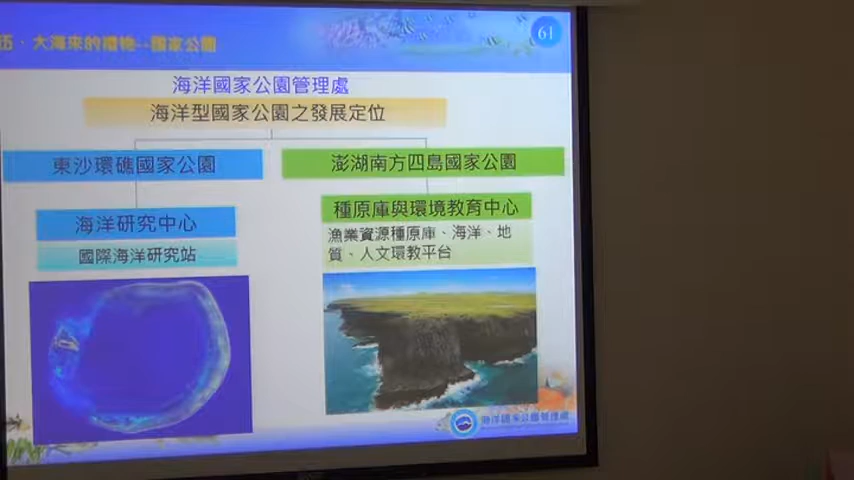 伍、大海來的禮物--國家公園
61
海洋國家公園管理處
海洋型國家公園之發展定位
東沙環礁國家公園
澎湖南方四島國家公園
海洋研究中心
種原庫與環境教育中心
國際海洋研究站
漁業資源種原庫、海洋、地
質、人文環教平台
海洋國家公園管理處